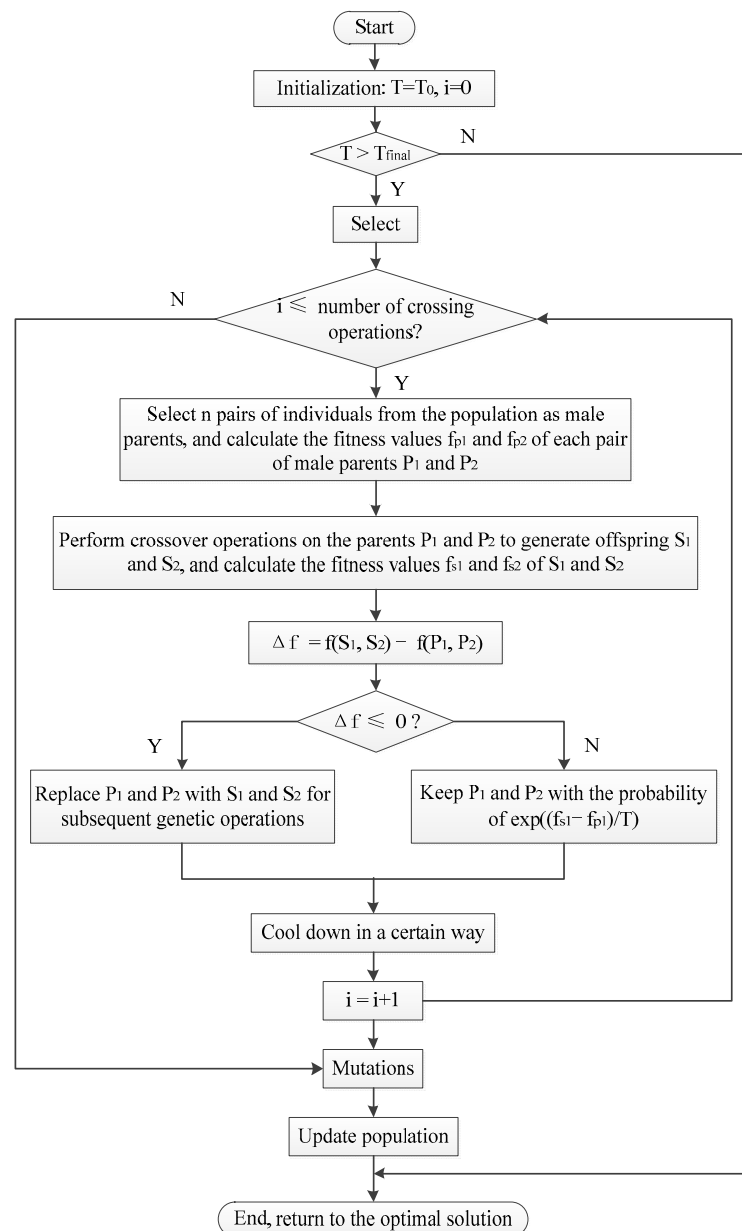 Start
Initialization: T=T₀, i=0
T > Tfinal
N
Y
Select
N
i ≤ number of crossing
operations?
Y
Select n pairs of individuals from the population as male
parents, and calculate the fitness values fp1 and fp2 of each pair
of male parents P₁ and P₂
Perform crossover operations on the parents P₁ and P₂ to generate offspring S₁
and S₂, and calculate the fitness values fs1 and fs2 of S₁ and S₂
Δf = f(S₁, S₂) − f(P₁, P₂)
Δf ≤ 0 ?
Y
N
Replace P₁ and P₂ with S₁ and S₂ for
subsequent genetic operations
Keep P₁ and P₂ with the probability
of exp((fs1− fp1)/T)
Cool down in a certain way
i = i+1
Mutations
Update population
End, return to the optimal solution